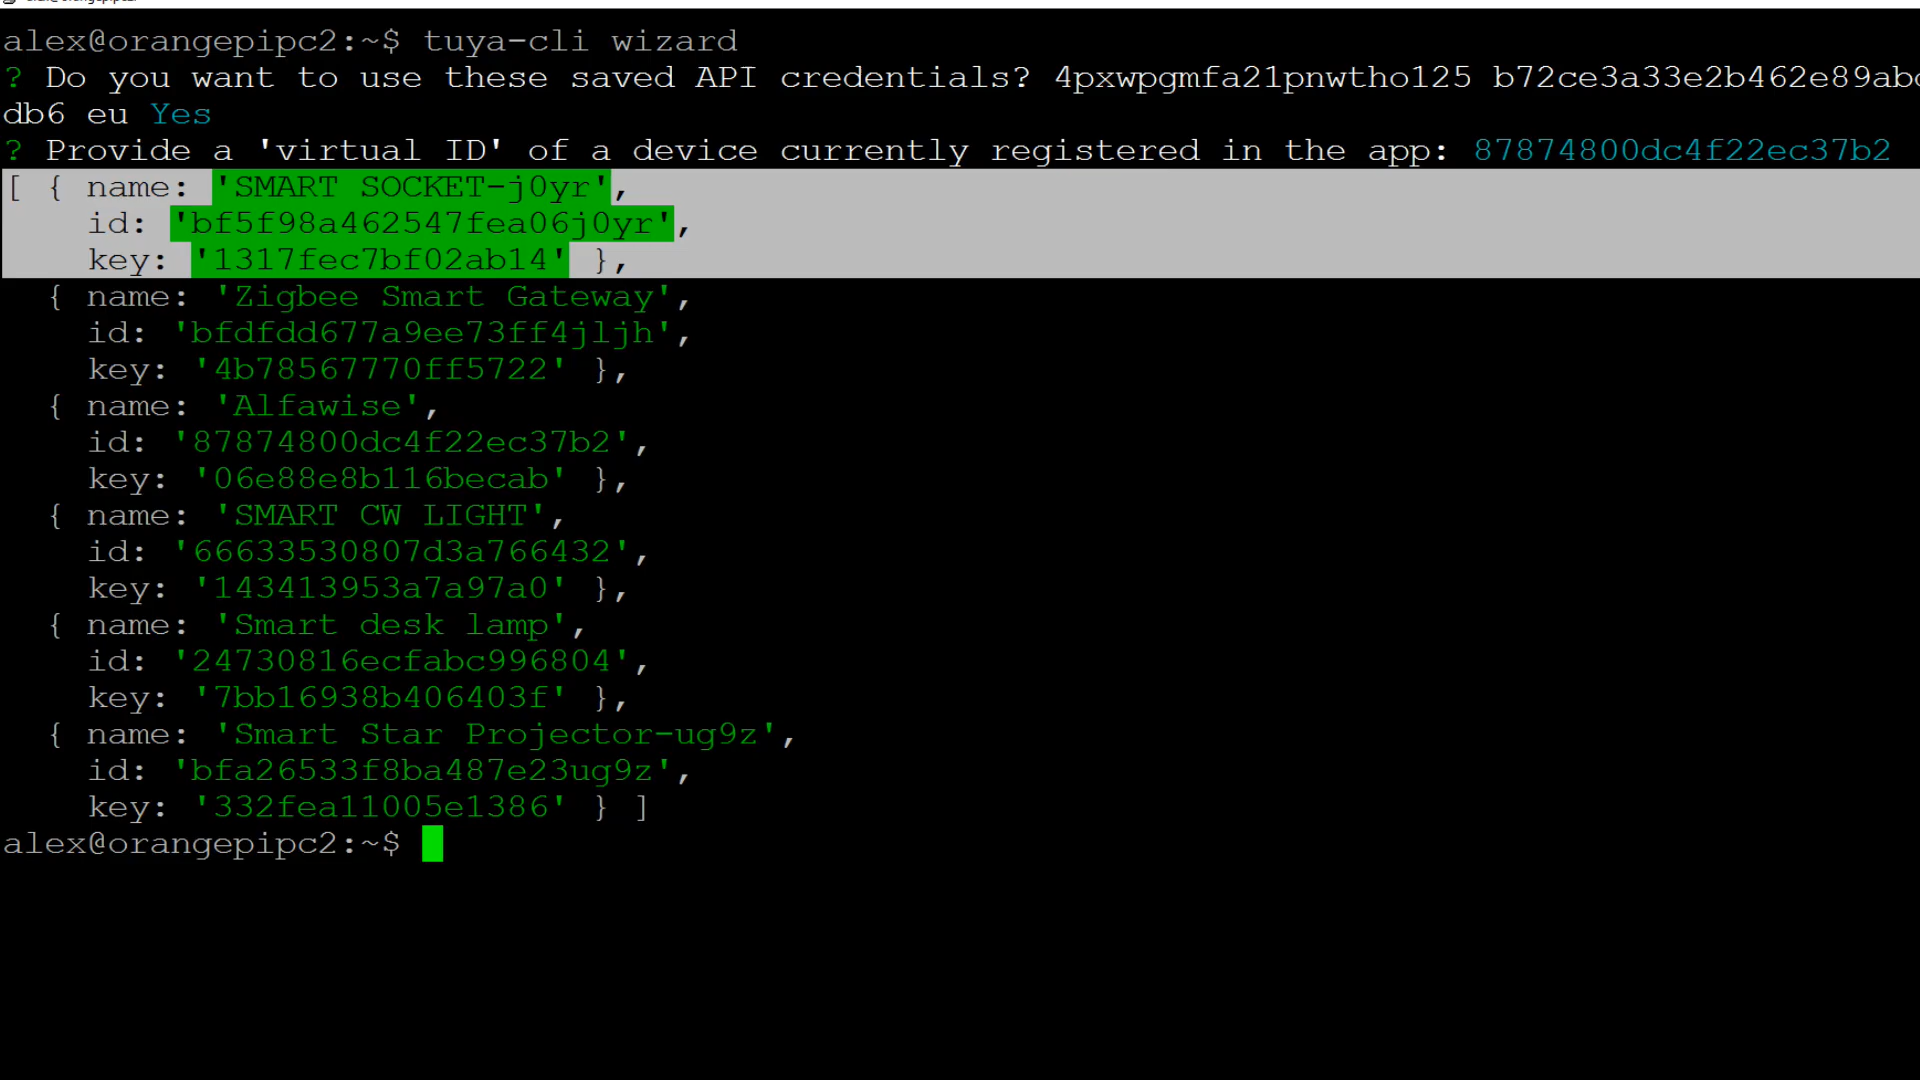 alex@orangepipc2:~$ tuya-cli wizard
? Do you want to use these saved API credentials? 4pxwpgmfa21pnwtho125 b72ce3a33e2b462e89abc
db6 eu Yes
? Provide a 'virtual ID' of a device currently registered in the app: 87874800dc4f22ec37b2
[ { name: 'SMART SOCKET-j0yr',
id: 'bf5f98a462547fea06j0yr',
key: '1317fec7bf02ab14' },
{ name: 'Zigbee Smart Gateway',
id: 'bfdfdd677a9ee73ff4jljh',
key: '4b78567770ff5722' },
{ name: 'Alfawise',
id: '87874800dc4f22ec37b2',
key: '06e88e8b116becab' },
{ name: 'SMART CW LIGHT',
id: '66633530807d3a766432',
key: '143413953a7a97a0' },
{ name: 'Smart desk lamp',
id: '24730816ecfabc996804',
key: '7bb16938b406403f' },
{ name: 'Smart Star Projector-ug9z',
id: 'bfa26533f8ba487e23ug9z',
key: '332fea11005e1386' } ]
alex@orangepipc2:~$